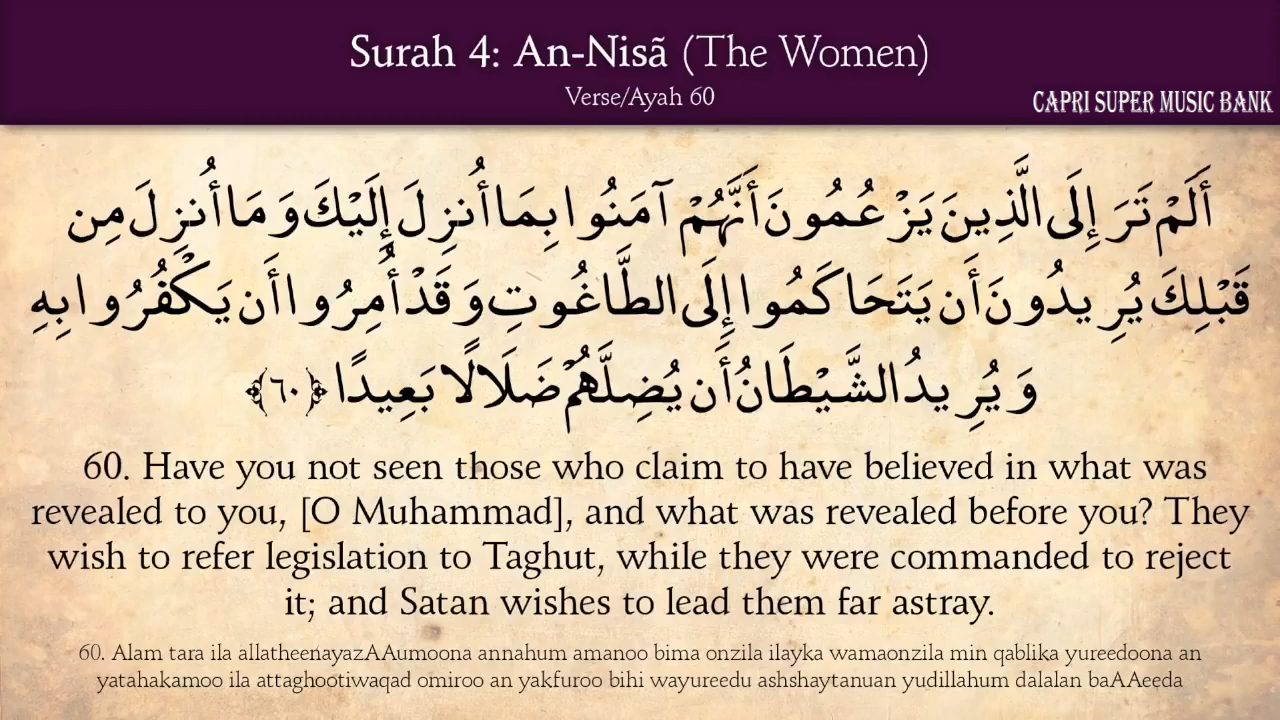 Surah 4: An-Nisã (The Women)
Verse/Ayah 60
CAPRI SUPER MUSIC BANK
أَلَمْ تَرَ إِلَى الَّذِينَ يَزْعُمُونَ أَنَّهُمْ آمَنُوا بِمَا أُنزِلَ إِلَيْكَ وَمَا أُنزِلَ مِن
قَبْلِكَ يُرِيدُونَ أَن يَتَحَاكَمُوا إِلَى الطَّاغُوتِ وَقَدْ أُمِرُوا أَن يَكْفُرُوا بِهِ
وَيُرِيدُ الشَّيْطَانُ أَن يُضِلَّهُمْ ضَلَالًا بَعِيدًا ﴿٦٠﴾
60. Have you not seen those who claim to have believed in what was
revealed to you, [O Muhammad], and what was revealed before you? They
wish to refer legislation to Taghut, while they were commanded to reject
it; and Satan wishes to lead them far astray.
60. Alam tara ila allatheenayazAAumoona annahum amanoo bima onzila ilayka wamaonzila min qablika yureedoona an
yatahakamoo ila attaghootiwaqad omiroo an yakfuroo bihi wayureedu ashshaytanuan yudillahum dalalan baAAeeda